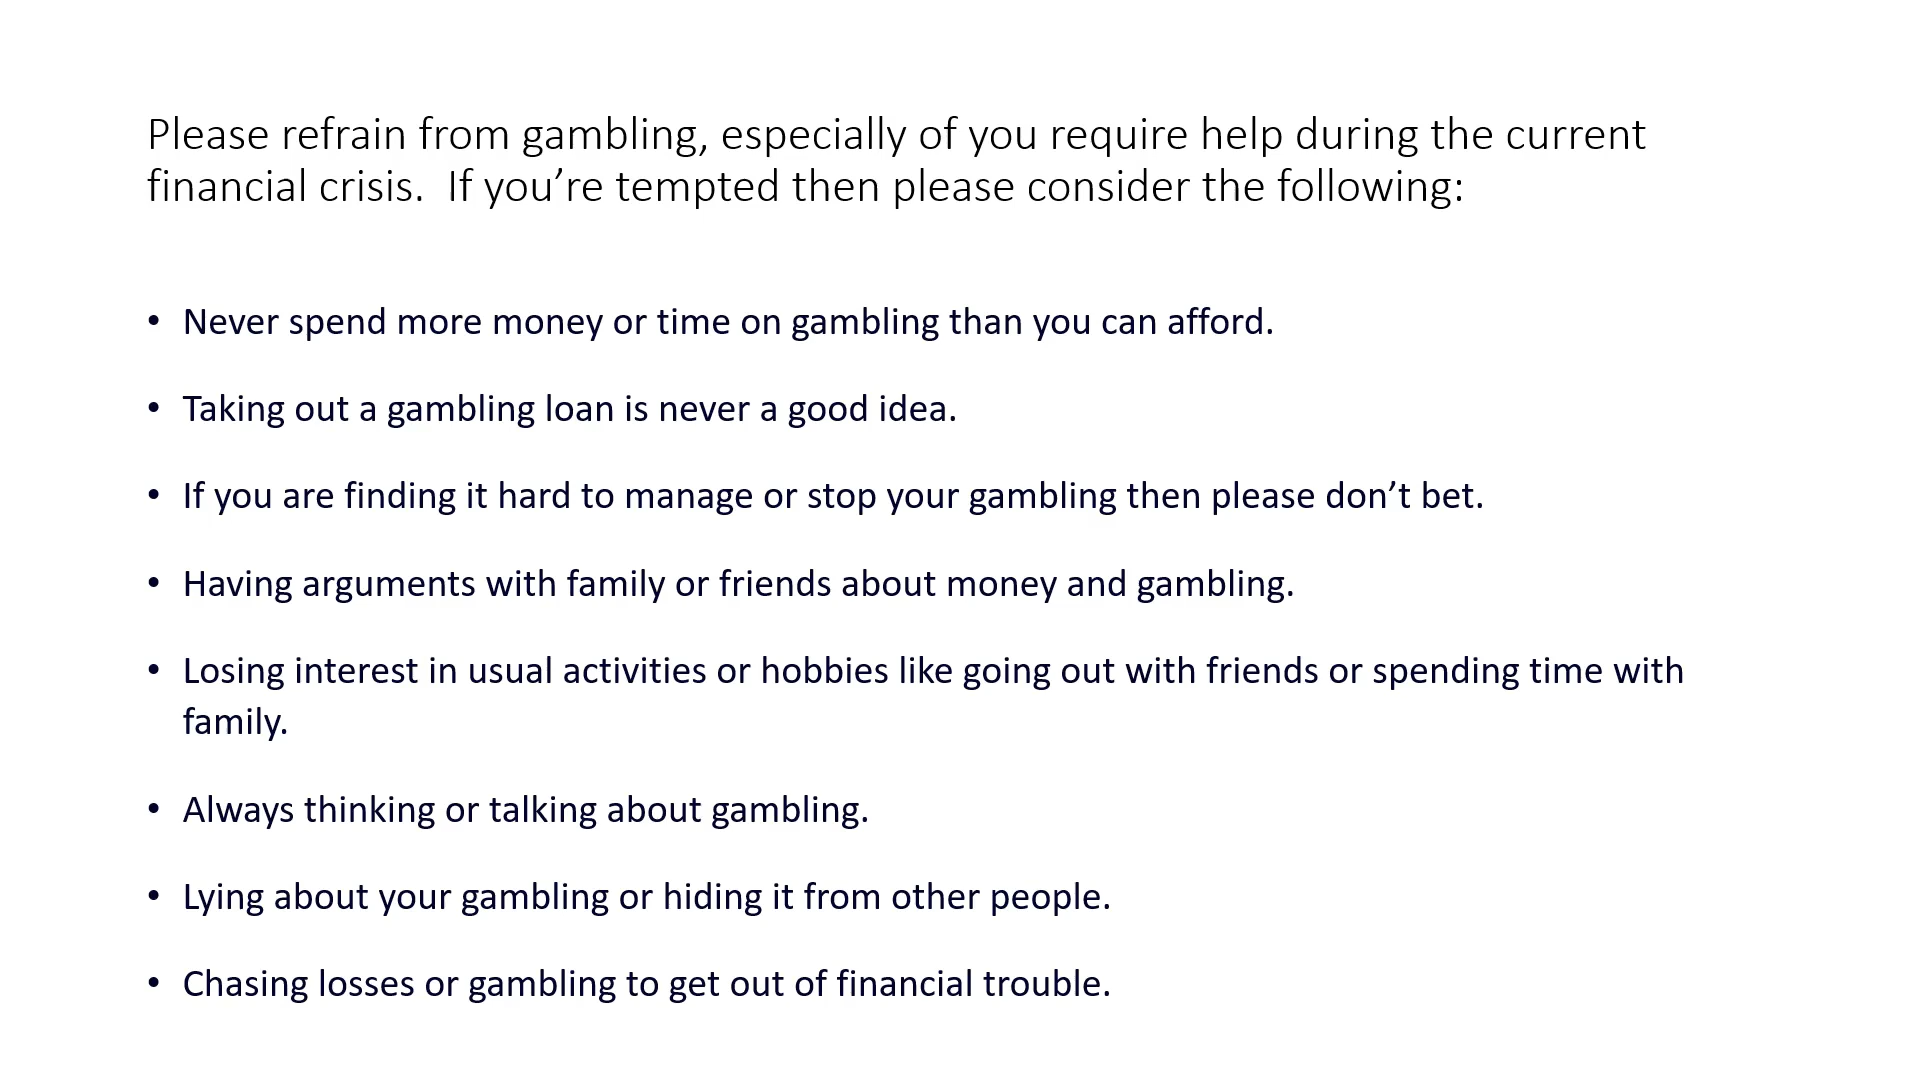 Please refrain from gambling, especially of you require help during the current
financial crisis.  If you’re tempted then please consider the following:
• Never spend more money or time on gambling than you can afford.
• Taking out a gambling loan is never a good idea.
• If you are finding it hard to manage or stop your gambling then please don’t bet.
• Having arguments with family or friends about money and gambling.
• Losing interest in usual activities or hobbies like going out with friends or spending time with
family.
• Always thinking or talking about gambling.
• Lying about your gambling or hiding it from other people.
• Chasing losses or gambling to get out of financial trouble.